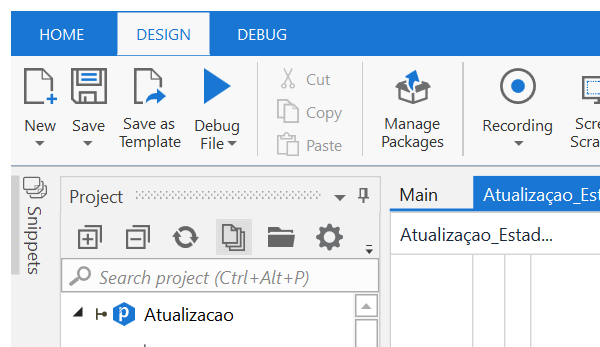 HOME DESIGN DEBUG
New Save Save as Template Debug File
Cut
Copy
Paste
Manage Packages
Recording
Scre
Scra
Snippets
Project
Main Atualizaçao_Estad
Atualizaçao_Estad...
Search project (Ctrl+Alt+P)
Atualizacao